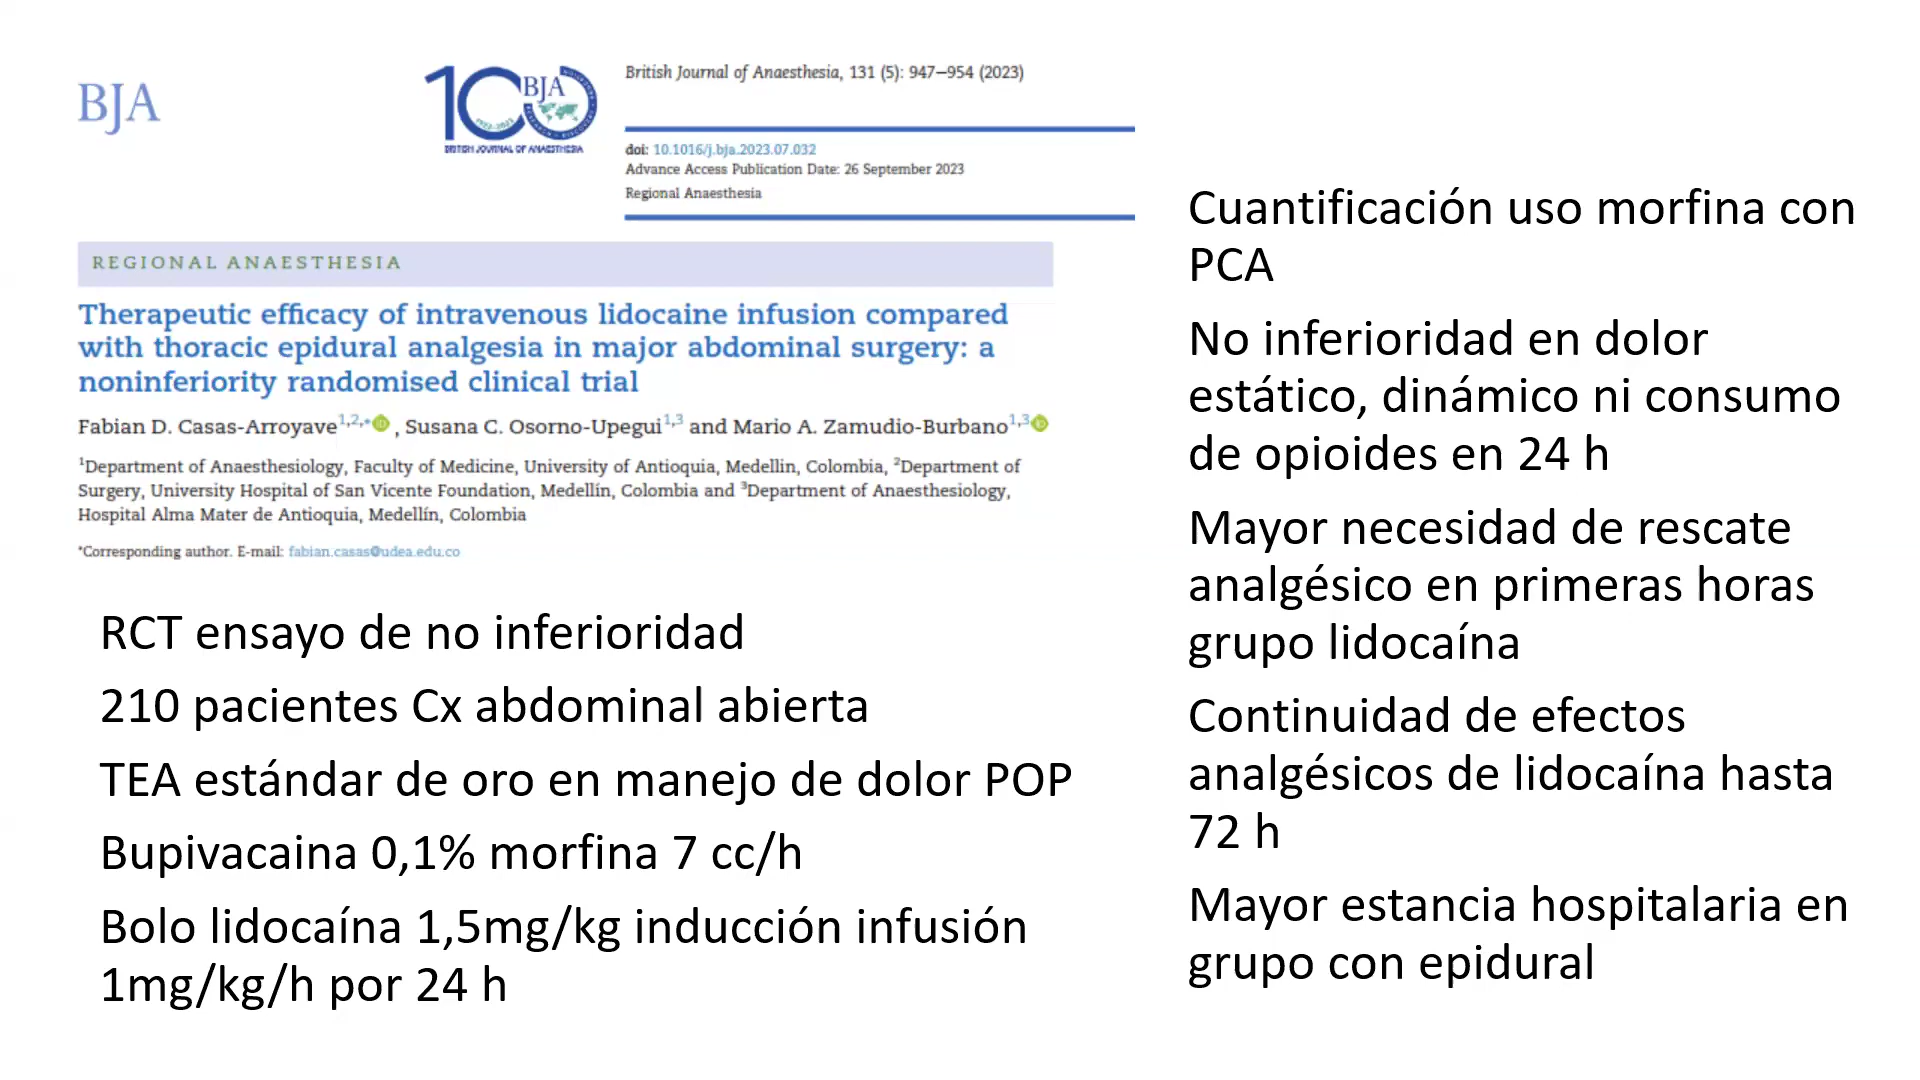 BJA
100
BJA
1923-2023
BRITISH JOURNAL OF ANAESTHESIA
British Journal of Anaesthesia, 131 (5): 947–954 (2023)
doi: 10.1016/j.bja.2023.07.032
Advance Access Publication Date: 26 September 2023
Regional Anaesthesia
REGIONAL ANAESTHESIA
Therapeutic efficacy of intravenous lidocaine infusion compared
with thoracic epidural analgesia in major abdominal surgery: a
noninferiority randomised clinical trial
Fabian D. Casas-Arroyave1,2,*, Susana C. Osorno-Upegui1,3 and Mario A. Zamudio-Burbano1,3
1Department of Anaesthesiology, Faculty of Medicine, University of Antioquia, Medellin, Colombia, 2Department of
Surgery, University Hospital of San Vicente Foundation, Medellín, Colombia and 3Department of Anaesthesiology,
Hospital Alma Mater de Antioquia, Medellín, Colombia
*Corresponding author. E-mail: fabian.casas@udea.edu.co
RCT ensayo de no inferioridad
210 pacientes Cx abdominal abierta
TEA estándar de oro en manejo de dolor POP
Bupivacaina 0,1% morfina 7 cc/h
Bolo lidocaína 1,5mg/kg inducción infusión
1mg/kg/h por 24 h
Cuantificación uso morfina con
PCA
No inferioridad en dolor
estático, dinámico ni consumo
de opioides en 24 h
Mayor necesidad de rescate
analgésico en primeras horas
grupo lidocaína
Continuidad de efectos
analgésicos de lidocaína hasta
72 h
Mayor estancia hospitalaria en
grupo con epidural